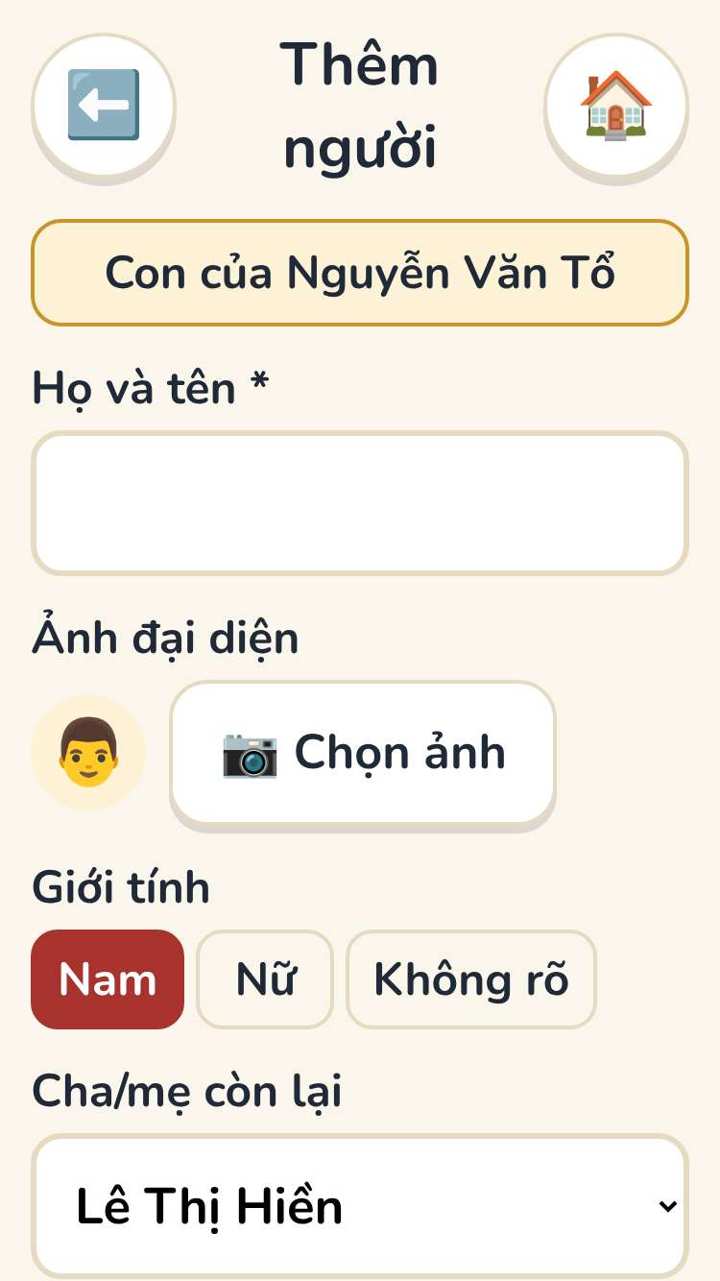 Thêm
người
Con của Nguyễn Văn Tổ
Họ và tên *
Ảnh đại diện
Chọn ảnh
Giới tính
Nam Nữ Không rõ
Cha/mẹ còn lại
Lê Thị Hiền